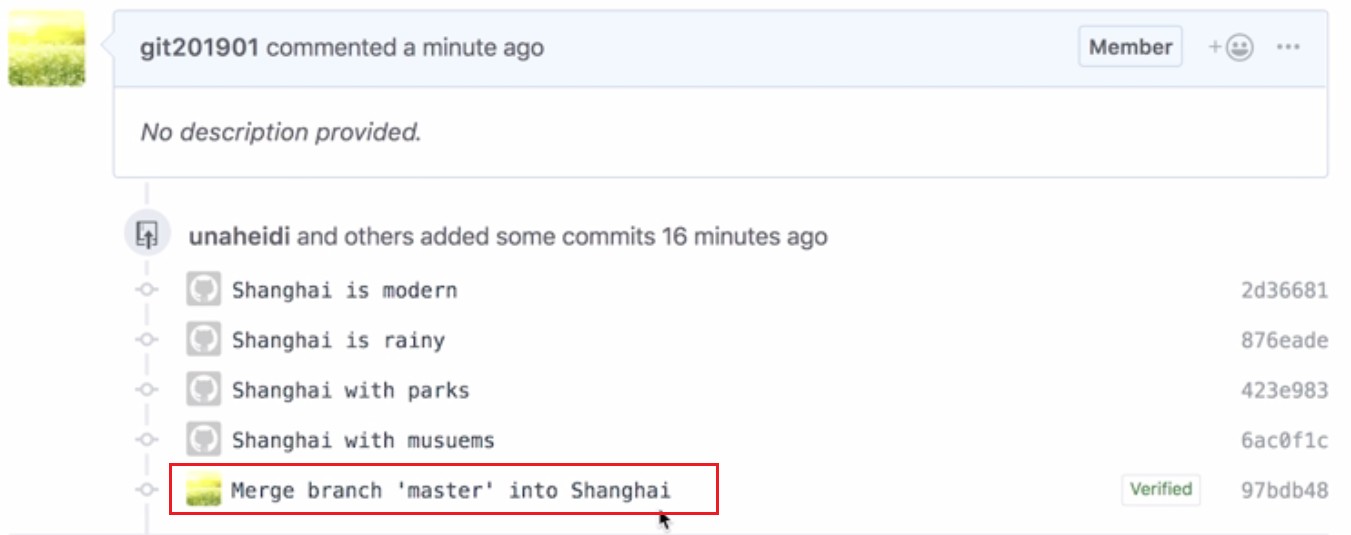 git201901 commented a minute ago Member
No description provided.
unaheidi and others added some commits 16 minutes ago
Shanghai is modern 2d36681
Shanghai is rainy 876eade
Shanghai with parks 423e983
Shanghai with musuems 6ac0f1c
Merge branch 'master' into Shanghai Verified 97bdb48